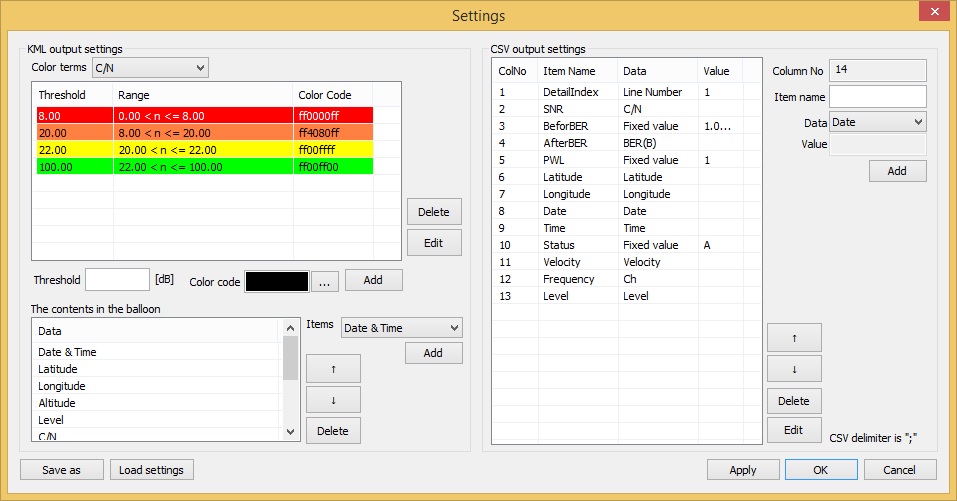 Settings
KML output settings
Color terms C/N
Threshold Range Color Code
8.00 0.00 < n <= 8.00 ff0000ff
20.00 8.00 < n <= 20.00 ff4080ff
22.00 20.00 < n <= 22.00 ff00ffff
100.00 22.00 < n <= 100.00 ff00ff00
Delete
Edit
Threshold [dB] Color code ... Add
The contents in the balloon
Data
Date & Time
Latitude
Longitude
Altitude
Level
C/N
Items Date & Time
Add
↑
↓
Delete
CSV output settings
ColNo Item Name Data Value
1 DetailIndex Line Number 1
2 SNR C/N
3 BeforBER Fixed value 1.0...
4 AfterBER BER(B)
5 PWL Fixed value 1
6 Latitude Latitude
7 Longitude Longitude
8 Date Date
9 Time Time
10 Status Fixed value A
11 Velocity Velocity
12 Frequency Ch
13 Level Level
Column No 14
Item name
Data Date
Value
Add
↑
↓
Delete
Edit
CSV delimiter is ";"
Save as Load settings Apply OK Cancel